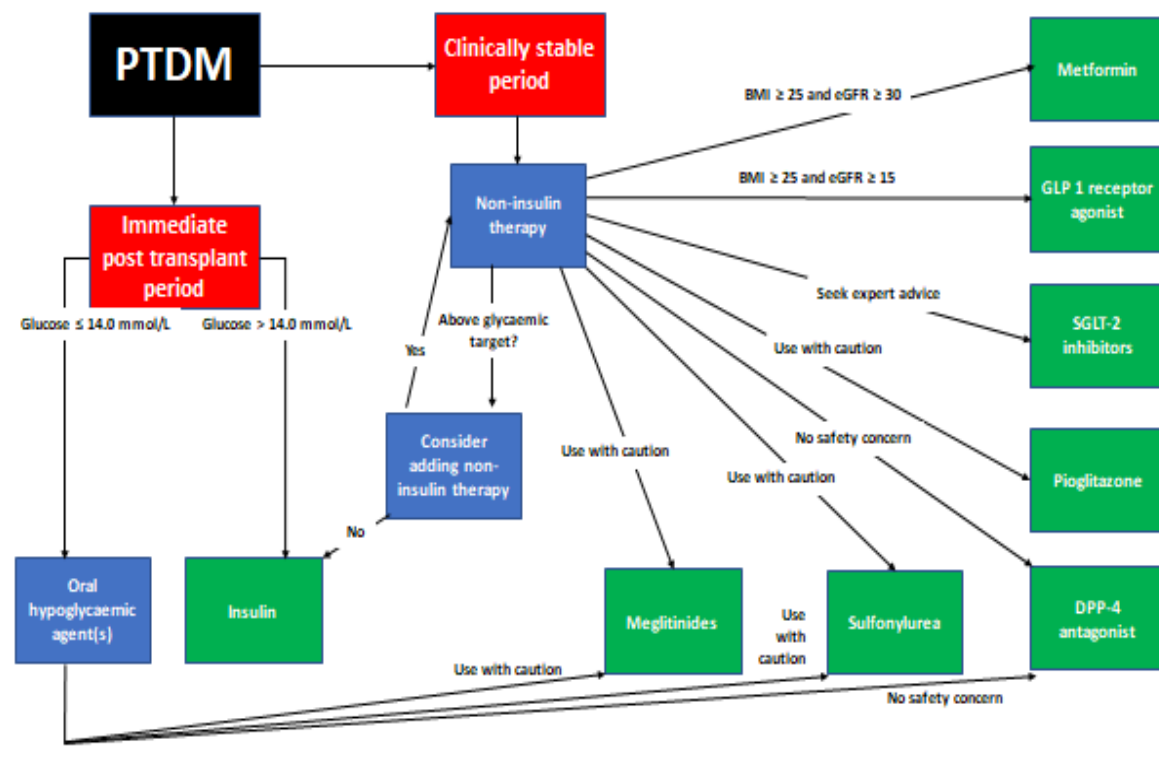 PTDM
Clinically stable
period
Metformin
BMI ≥ 25 and eGFR ≥ 30
BMI ≥ 25 and eGFR ≥ 15
GLP 1 receptor
agonist
Non-insulin
therapy
Immediate
post transplant
period
Seek expert advice
SGLT-2
inhibitors
Glucose ≤ 14.0 mmol/L
Glucose > 14.0 mmol/L
Above glycaemic
target?
Yes
Use with caution
Consider
adding non-
insulin therapy
No safety concern
Use with caution
Use with caution
Pioglitazone
No
Oral
hypoglycaemic
agent(s)
Insulin
Meglitinides
Use
with
caution
Sulfonylurea
DPP-4
antagonist
Use with caution
No safety concern